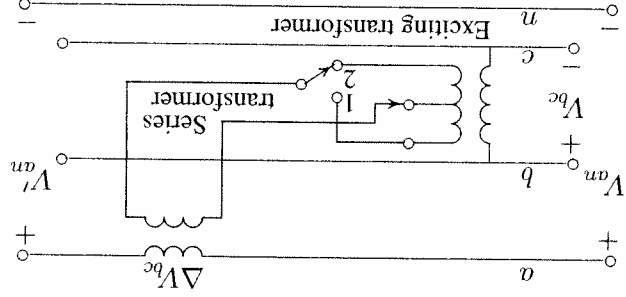 a
ΔV_bc
+
+
V_an
V'_an
b
+
V_bc
−
c
Series
transformer
1
2
Exciting transformer
n
−
−